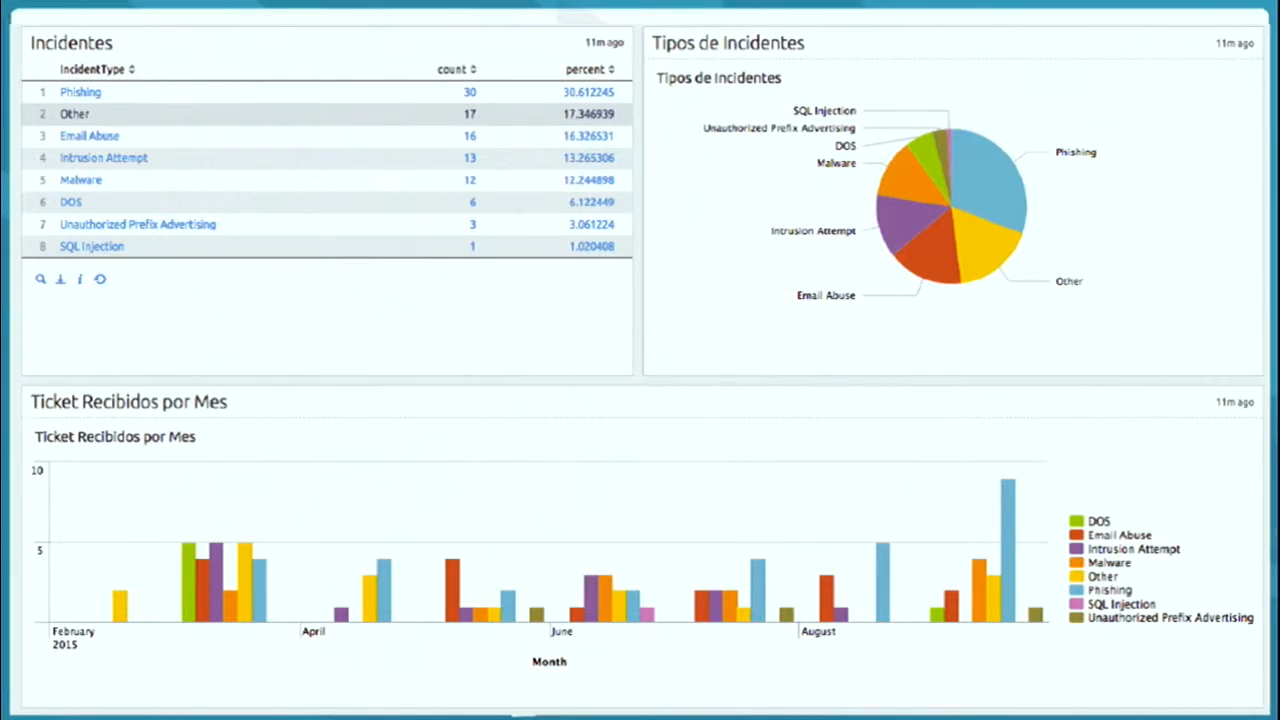 Incidentes 11m ago
IncidentType count percent
1 Phishing 30 30.612245
2 Other 17 17.346939
3 Email Abuse 16 16.326531
4 Intrusion Attempt 13 13.265306
5 Malware 12 12.244898
6 DOS 6 6.122449
7 Unauthorized Prefix Advertising 3 3.061224
8 SQL Injection 1 1.020408
Tipos de Incidentes 11m ago
Tipos de Incidentes
SQL Injection
Unauthorized Prefix Advertising
DOS
Malware
Phishing
Intrusion Attempt
Other
Email Abuse
Ticket Recibidos por Mes 11m ago
Ticket Recibidos por Mes
10
5
February April June August
2015
Month
DOS
Email Abuse
Intrusion Attempt
Malware
Other
Phishing
SQL Injection
Unauthorized Prefix Advertising